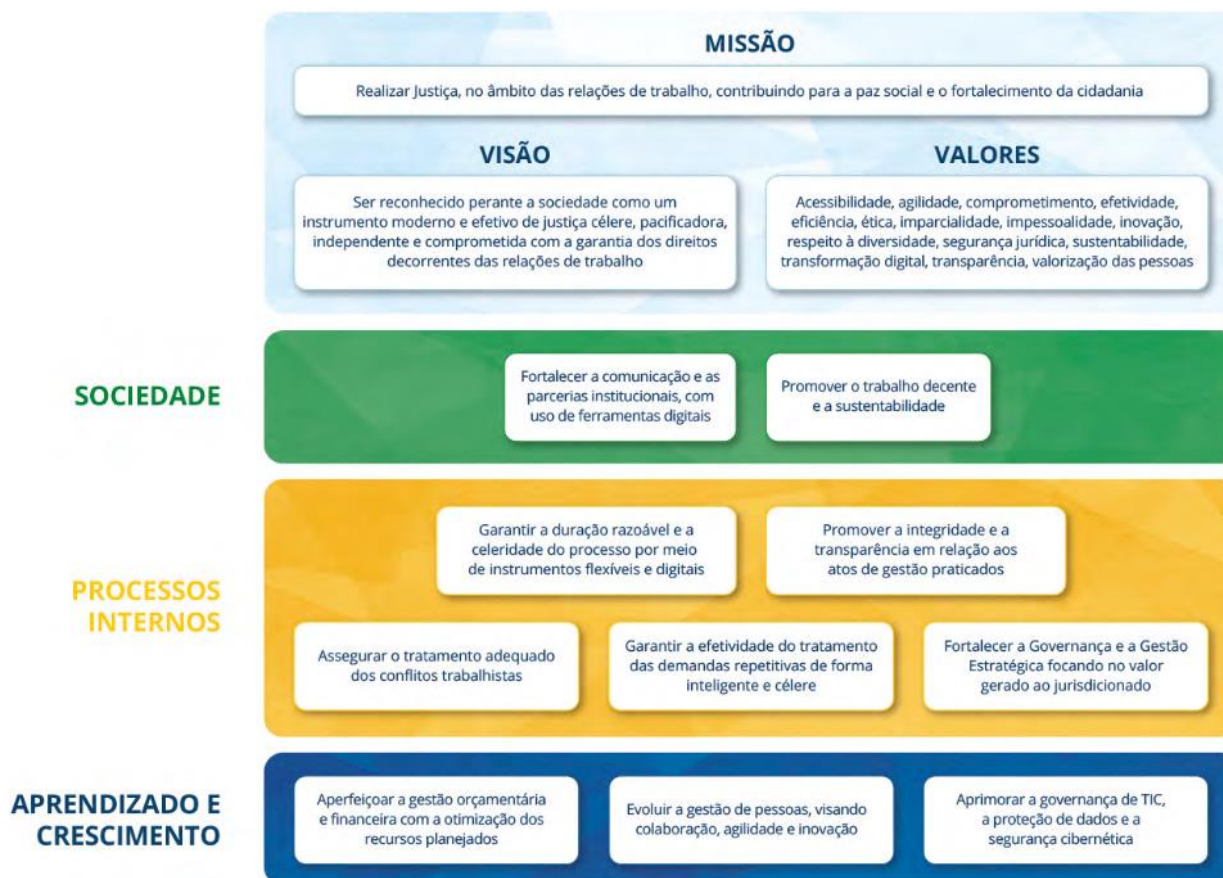 MISSÃO
Realizar Justiça, no âmbito das relações de trabalho, contribuindo para a paz social e o fortalecimento da cidadania
VISÃO
Ser reconhecido perante a sociedade como um
instrumento moderno e efetivo de justiça célere, pacificadora,
independente e comprometida com a garantia dos direitos
decorrentes das relações de trabalho
VALORES
Acessibilidade, agilidade, comprometimento, efetividade,
eficiência, ética, imparcialidade, impessoalidade, inovação,
respeito à diversidade, segurança jurídica, sustentabilidade,
transformação digital, transparência, valorização das pessoas
SOCIEDADE
Fortalecer a comunicação e as
parcerias institucionais, com
uso de ferramentas digitais
Promover o trabalho decente
e a sustentabilidade
PROCESSOS
INTERNOS
Garantir a duração razoável e a
celeridade do processo por meio
de instrumentos flexíveis e digitais
Promover a integridade e a
transparência em relação aos
atos de gestão praticados
Assegurar o tratamento adequado
dos conflitos trabalhistas
Garantir a efetividade do tratamento
das demandas repetitivas de forma
inteligente e célere
Fortalecer a Governança e a Gestão
Estratégica focando no valor
gerado ao jurisdicionado
APRENDIZADO E
CRESCIMENTO
Aperfeiçoar a gestão orçamentária
e financeira com a otimização dos
recursos planejados
Evoluir a gestão de pessoas, visando
colaboração, agilidade e inovação
Aprimorar a governança de TIC,
a proteção de dados e a
segurança cibernética